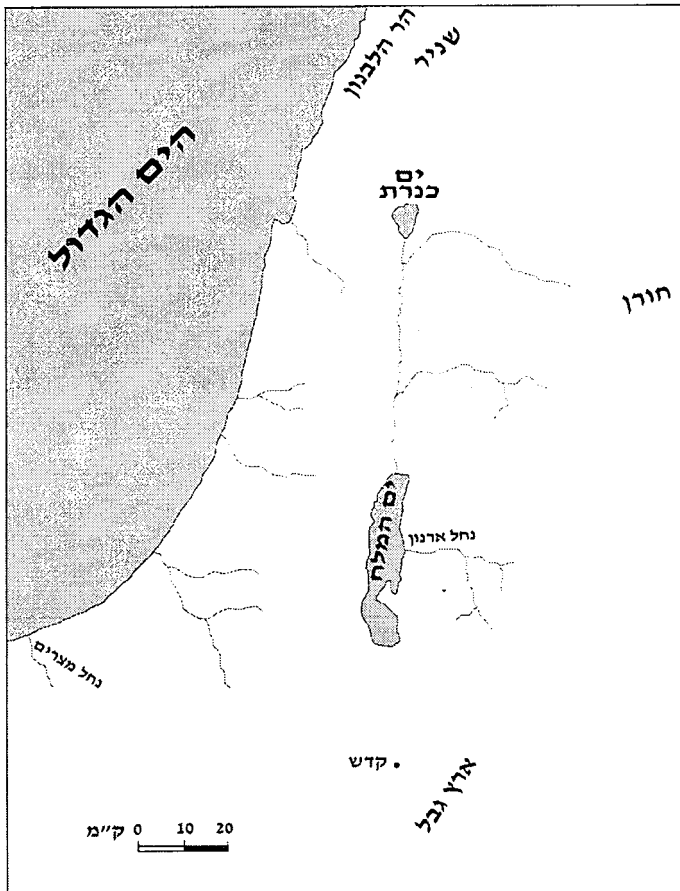 הר הלבנון
שניר
הים הגדול
ים
כנרת
חורן
ים המלח
נחל ארנון
נחל מצרים
קדש
ארץ גבל
ק"מ 0 10 20